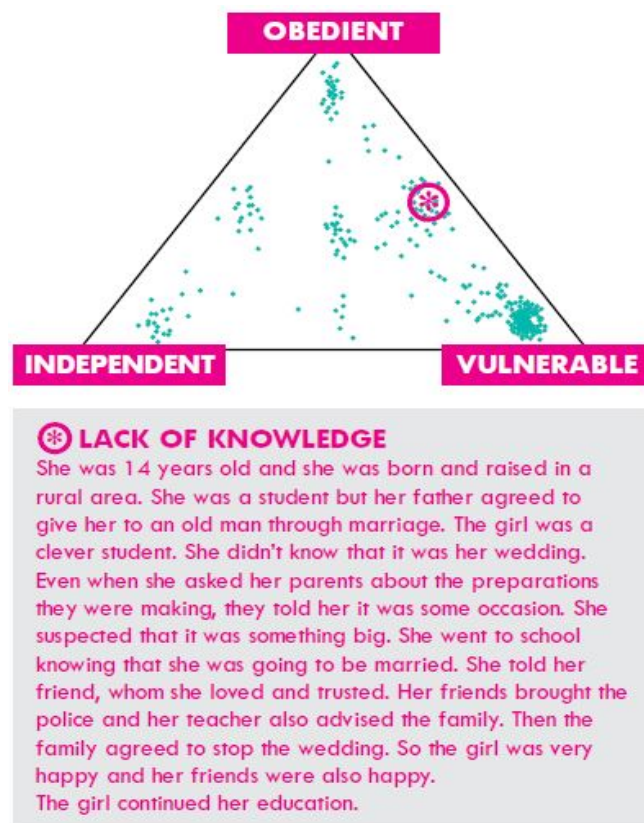 OBEDIENT
INDEPENDENT
VULNERABLE
LACK OF KNOWLEDGE
She was 14 years old and she was born and raised in a
rural area. She was a student but her father agreed to
give her to an old man through marriage. The girl was a
clever student. She didn't know that it was her wedding.
Even when she asked her parents about the preparations
they were making, they told her it was some occasion. She
suspected that it was something big. She went to school
knowing that she was going to be married. She told her
friend, whom she loved and trusted. Her friends brought the
police and her teacher also advised the family. Then the
family agreed to stop the wedding. So the girl was very
happy and her friends were also happy.
The girl continued her education.